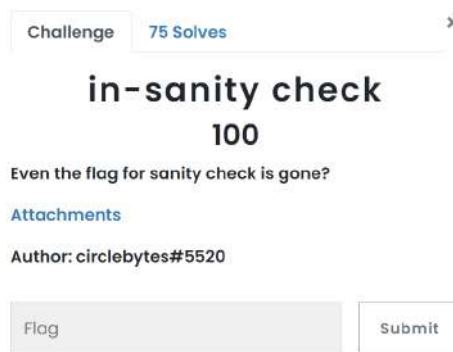 Challenge 75 Solves
in-sanity check
100
Even the flag for sanity check is gone?
Attachments
Author: circlebytes#5520
Flag Submit